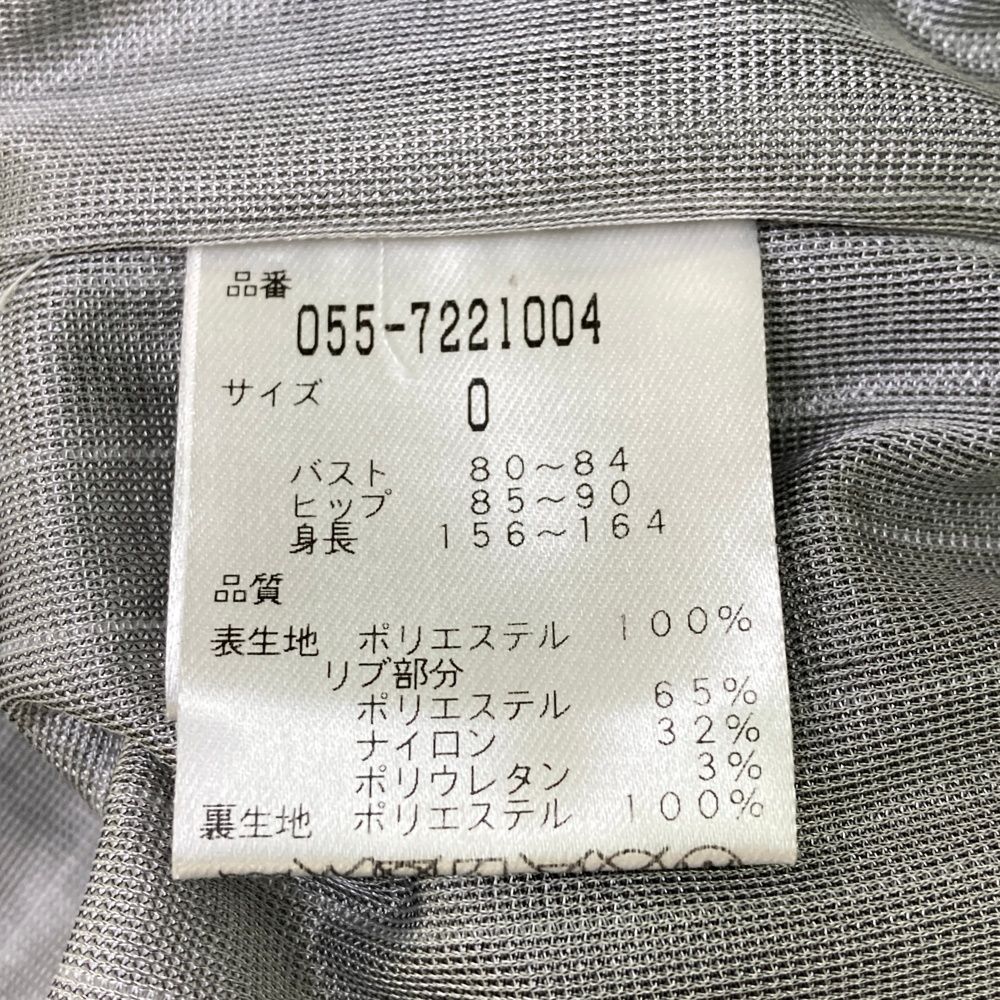 品番
055-7221004
サイズ 0
バスト 80～84
ヒップ 85～90
身長 156～164
品質
表生地 ポリエステル 100%
リブ部分
ポリエステル 65%
ナイロン 32%
ポリウレタン 3%
裏生地 ポリエステル 100%